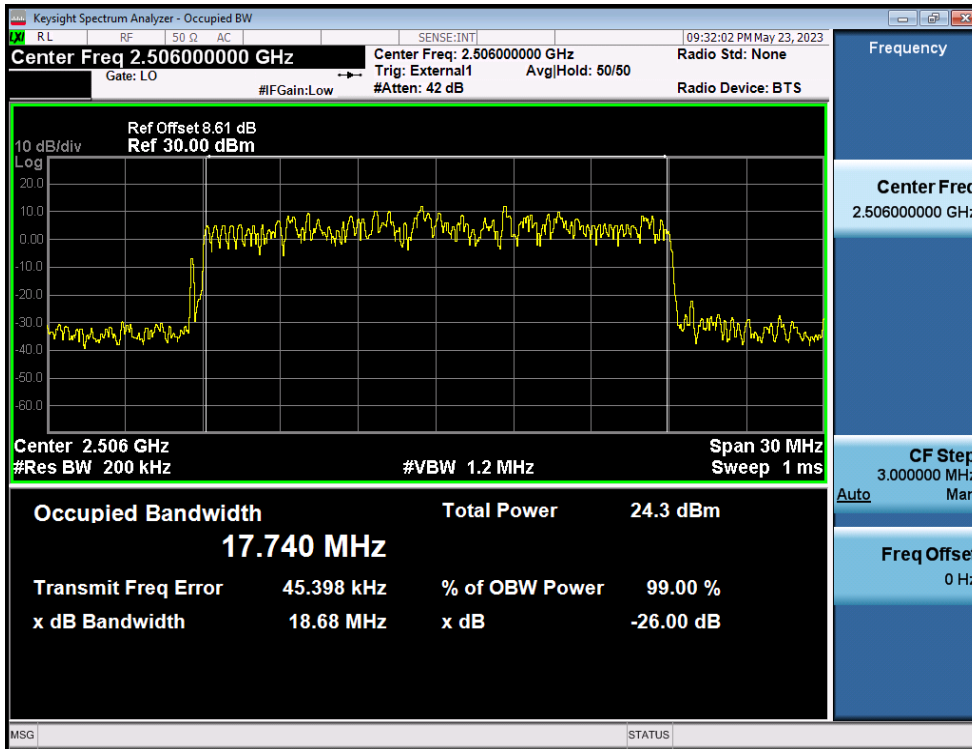 Keysight Spectrum Analyzer - Occupied BW
LXI RL RF 50 Ω AC SENSE:INT 09:32:02 PM May 23, 2023
Center Freq 2.506000000 GHz
Gate: LO
#IFGain:Low
Center Freq: 2.506000000 GHz
Trig: External1 Avg|Hold: 50/50
#Atten: 42 dB
Radio Std: None
Radio Device: BTS
Ref Offset 8.61 dB
10 dB/div Ref 30.00 dBm
Log
20.0
10.0
0.00
-10.0
-20.0
-30.0
-40.0
-50.0
-60.0
Center 2.506 GHz Span 30 MHz
#Res BW 200 kHz #VBW 1.2 MHz Sweep 1 ms
Occupied Bandwidth Total Power 24.3 dBm
17.740 MHz
Transmit Freq Error 45.398 kHz % of OBW Power 99.00 %
x dB Bandwidth 18.68 MHz x dB -26.00 dB
MSG STATUS
Frequency
Center Freq
2.506000000 GHz
CF Step
3.000000 MHz
Auto Man
Freq Offset
0 Hz